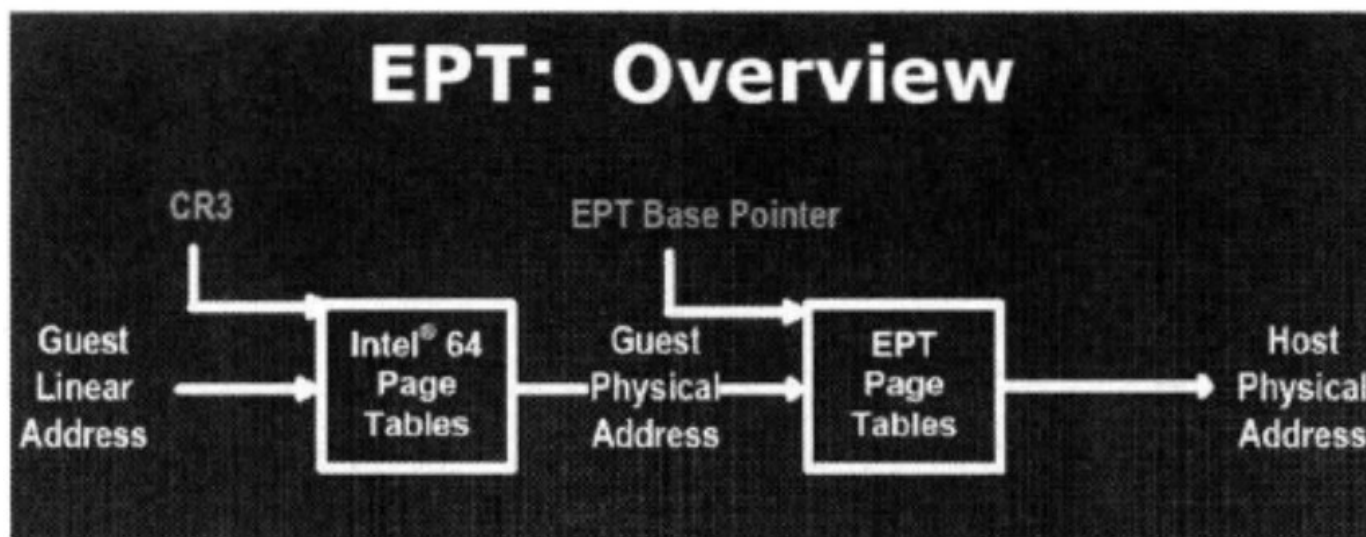 EPT: Overview
CR3
EPT Base Pointer
Guest
Linear
Address
Intel® 64
Page
Tables
Guest
Physical
Address
EPT
Page
Tables
Host
Physical
Address